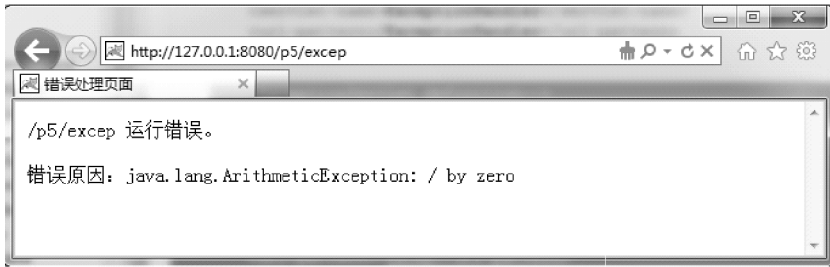 http://127.0.0.1:8080/p5/excep
错误处理页面
/p5/excep 运行错误。
错误原因：java.lang.ArithmeticException: / by zero